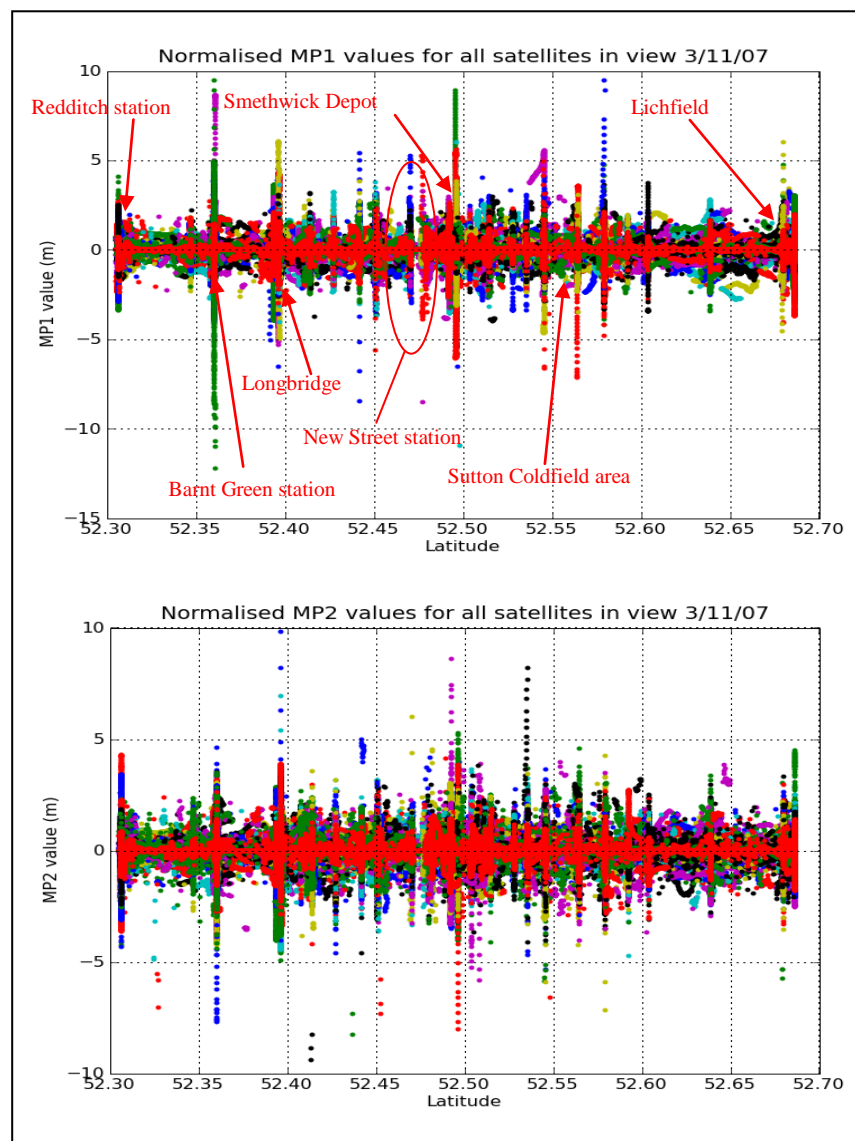 Normalised MP1 values for all satellites in view 3/11/07
10
5
0
−5
−10
−15
MP1 value (m)
Redditch station
Smethwick Depot
Lichfield
Longbridge
New Street station
Barnt Green station
Sutton Coldfield area
52.30 52.35 52.40 52.45 52.50 52.55 52.60 52.65 52.70
Latitude
Normalised MP2 values for all satellites in view 3/11/07
10
5
0
−5
−10
MP2 value (m)
52.30 52.35 52.40 52.45 52.50 52.55 52.60 52.65 52.70
Latitude